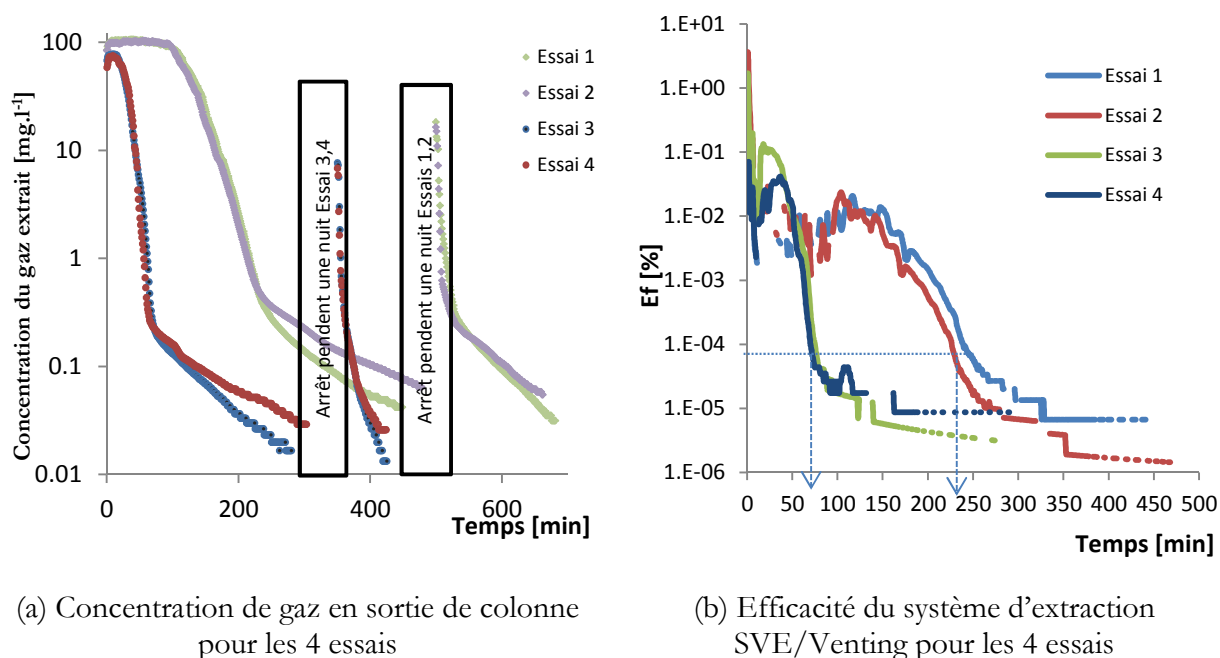 Concentration du gaz extrait [mg.l⁻¹]
100
10
1
0.1
0.01
0
200
400
600
Temps [min]
Essai 1
Essai 2
Essai 3
Essai 4
Arrêt pendent une nuit Essai 3,4
Arrêt pendent une nuit Essais 1,2
(a) Concentration de gaz en sortie de colonne
pour les 4 essais
Ef [%]
1.E+01
1.E+00
1.E-01
1.E-02
1.E-03
1.E-04
1.E-05
1.E-06
0
50
100
150
200
250
300
350
400
450
500
Temps [min]
Essai 1
Essai 2
Essai 3
Essai 4
(b) Efficacité du système d’extraction
SVE/Venting pour les 4 essais